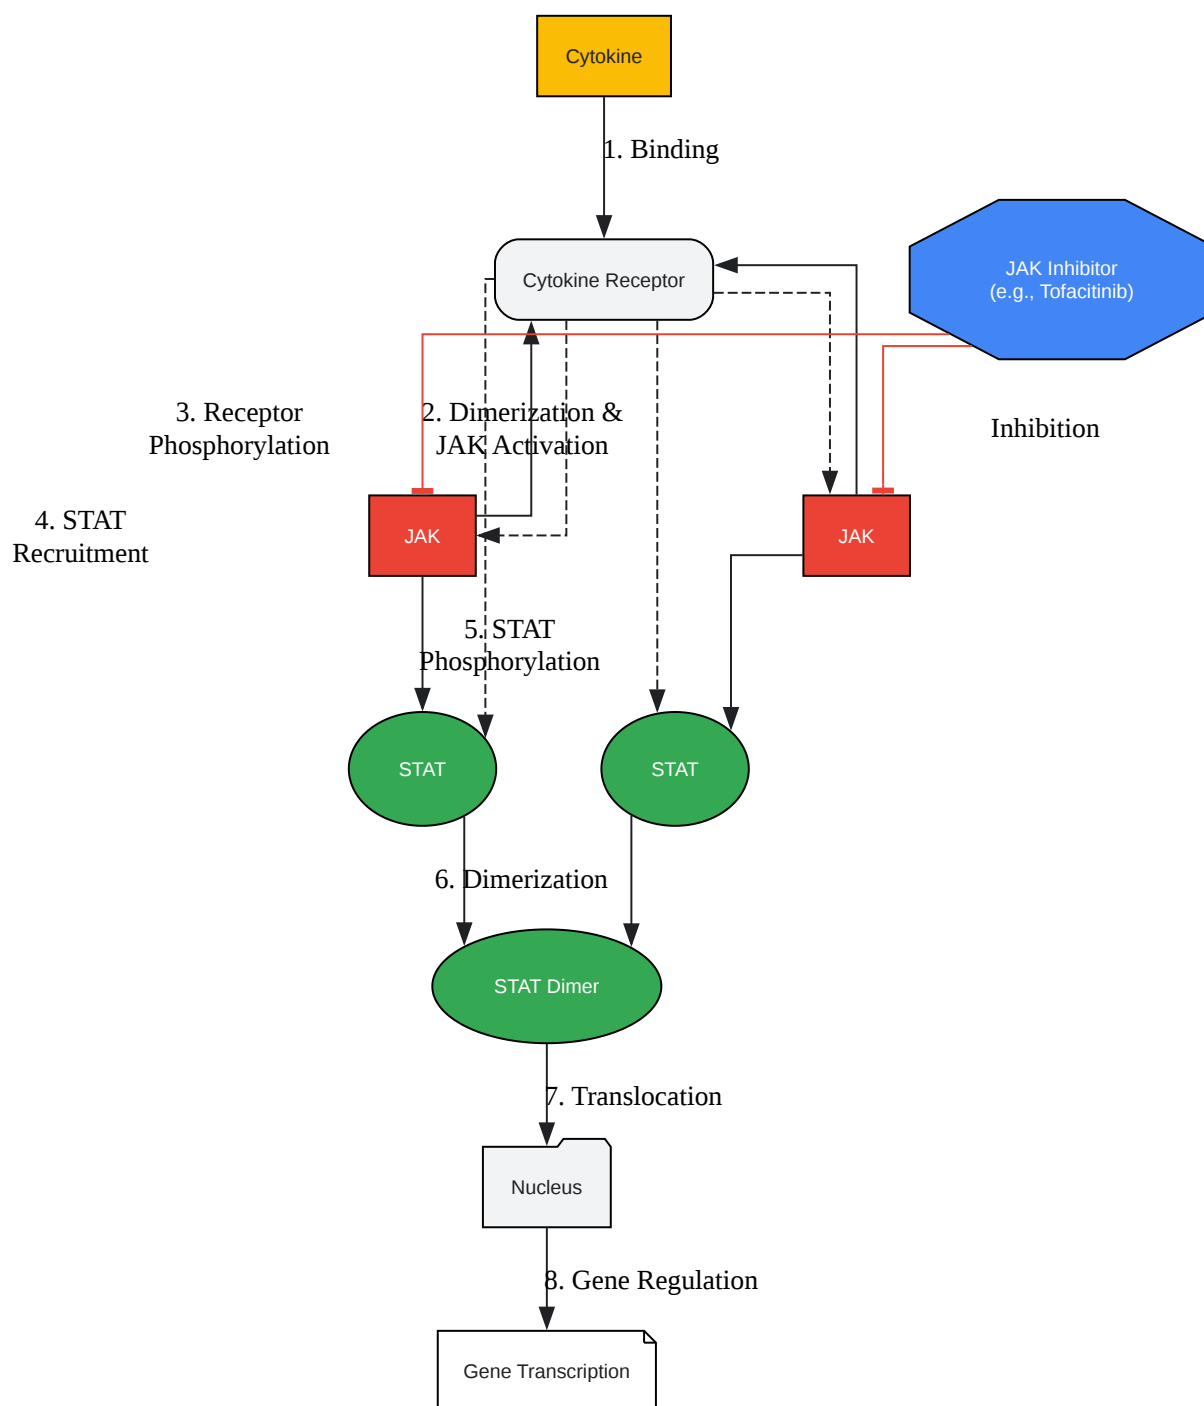 Cytokine
1. Binding
Cytokine Receptor
JAK Inhibitor
(e.g., Tofacitinib)
3. Receptor
Phosphorylation
2. Dimerization &
JAK Activation
Inhibition
4. STAT
Recruitment
JAK
JAK
5. STAT
Phosphorylation
STAT
STAT
6. Dimerization
STAT Dimer
7. Translocation
Nucleus
8. Gene Regulation
Gene Transcription